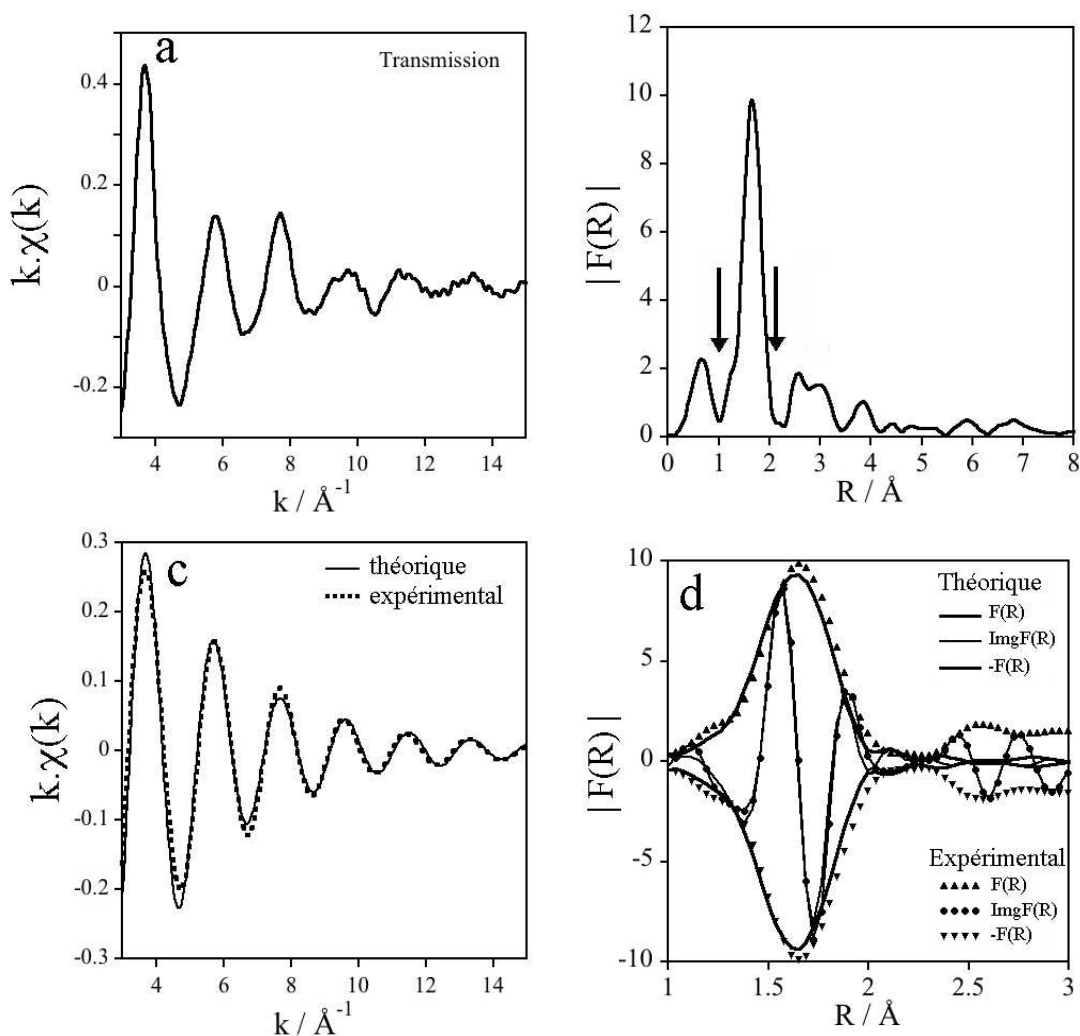 a
Transmission
0.4
0.2
0
-0.2
4 6 8 10 12 14
k / Å⁻¹
k.χ(k)
12
10
8
6
4
2
0
0 1 2 3 4 5 6 7 8
R / Å
| F(R) |
c
théorique
expérimental
0.3
0.2
0.1
0
-0.1
-0.2
-0.3
4 6 8 10 12 14
k / Å⁻¹
k.χ(k)
d
Théorique
F(R)
ImgF(R)
-F(R)
Expérimental
F(R)
ImgF(R)
-F(R)
10
5
0
-5
-10
1 1.5 2 2.5 3
R / Å
| F(R) |